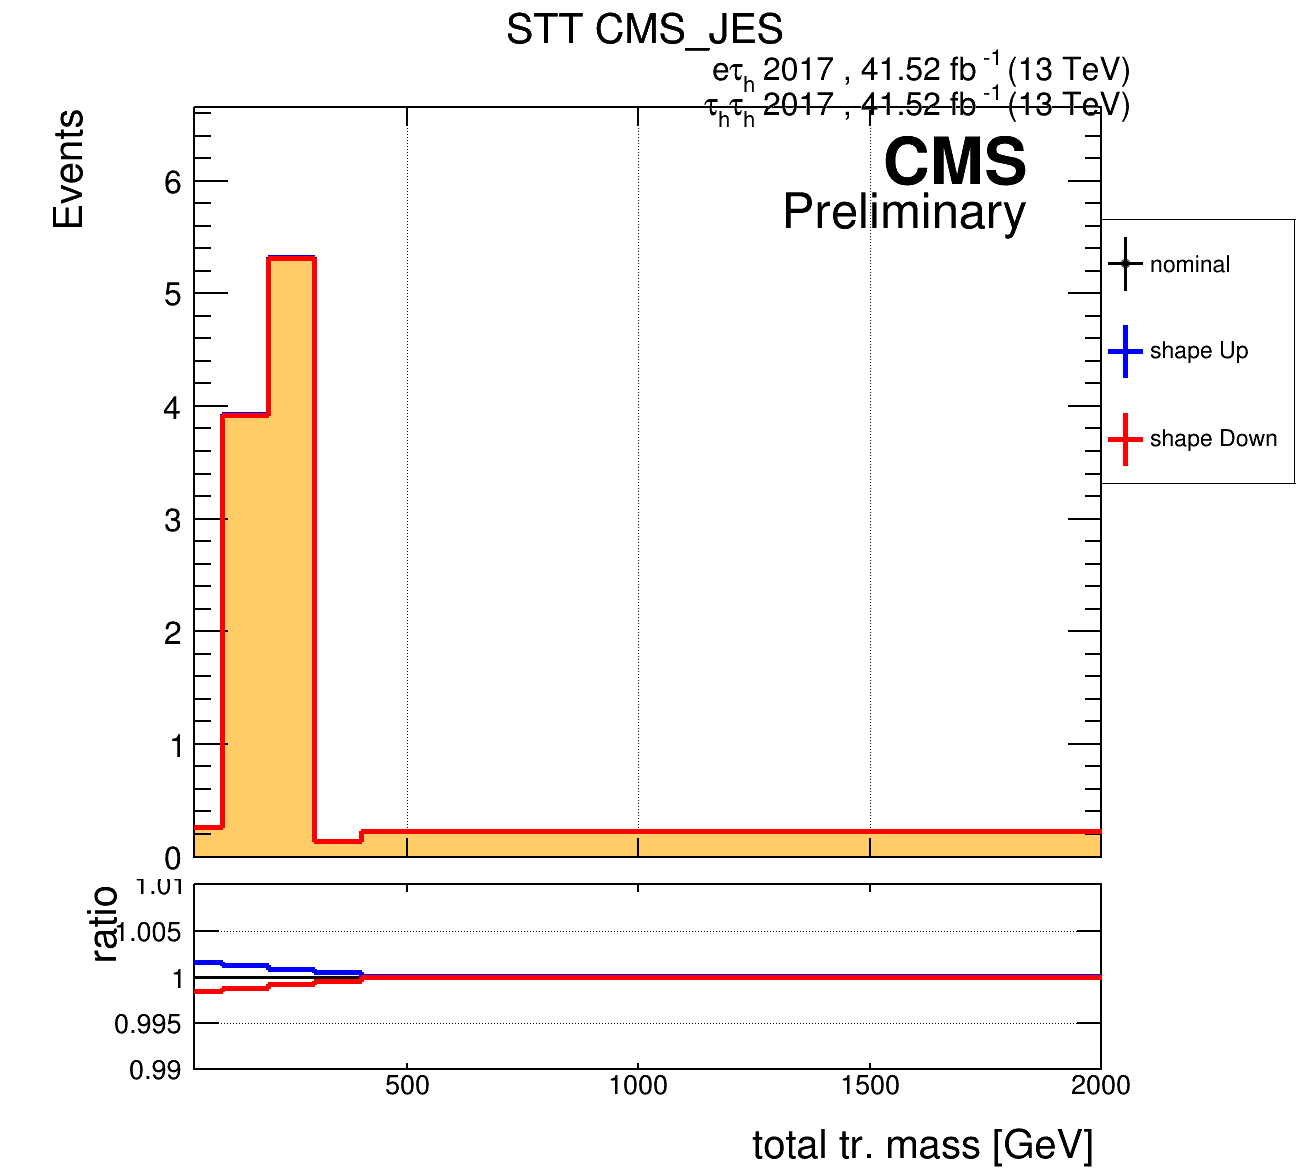 STT CMS_JES
eτh 2017 , 41.52 fb -1 (13 TeV)
τhτh 2017 , 41.52 fb -1 (13 TeV)
CMS
Preliminary
Events
6
5
4
3
2
1
0
nominal
shape Up
shape Down
ratio
1.01
1.005
1
0.995
0.99
500 1000 1500 2000
total tr. mass [GeV]